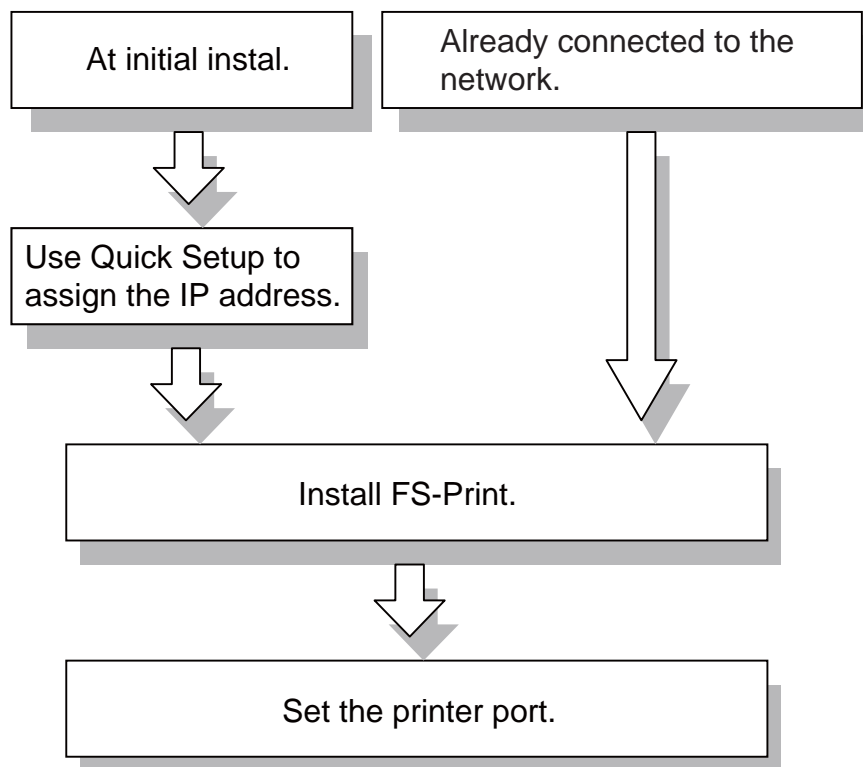 At initial instal.
Already connected to the
network.
Use Quick Setup to
assign the IP address.
Install FS-Print.
Set the printer port.